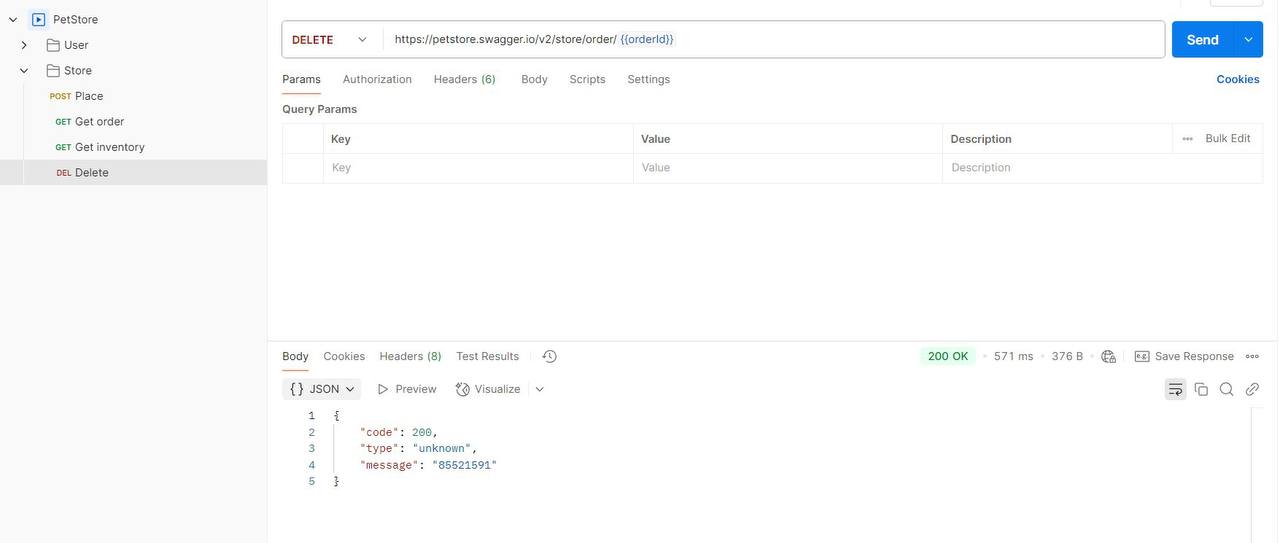 PetStore
User
Store
POST Place
GET Get order
GET Get inventory
DEL Delete
DELETE https://petstore.swagger.io/v2/store/order/ {{orderId}} Send
Params Authorization Headers (6) Body Scripts Settings Cookies
Query Params
Key Value Description Bulk Edit
Key Value Description
Body Cookies Headers (8) Test Results 200 OK 571 ms 376 B e.g. Save Response
{} JSON Preview Visualize
1 {
2 "code": 200,
3 "type": "unknown",
4 "message": "85521591"
5 }